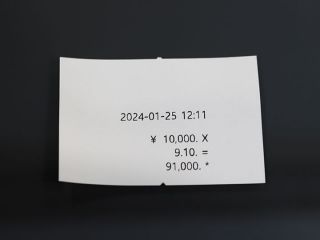 2024-01-25 12:11
¥ 10,000. X
9.10. =
91,000. *